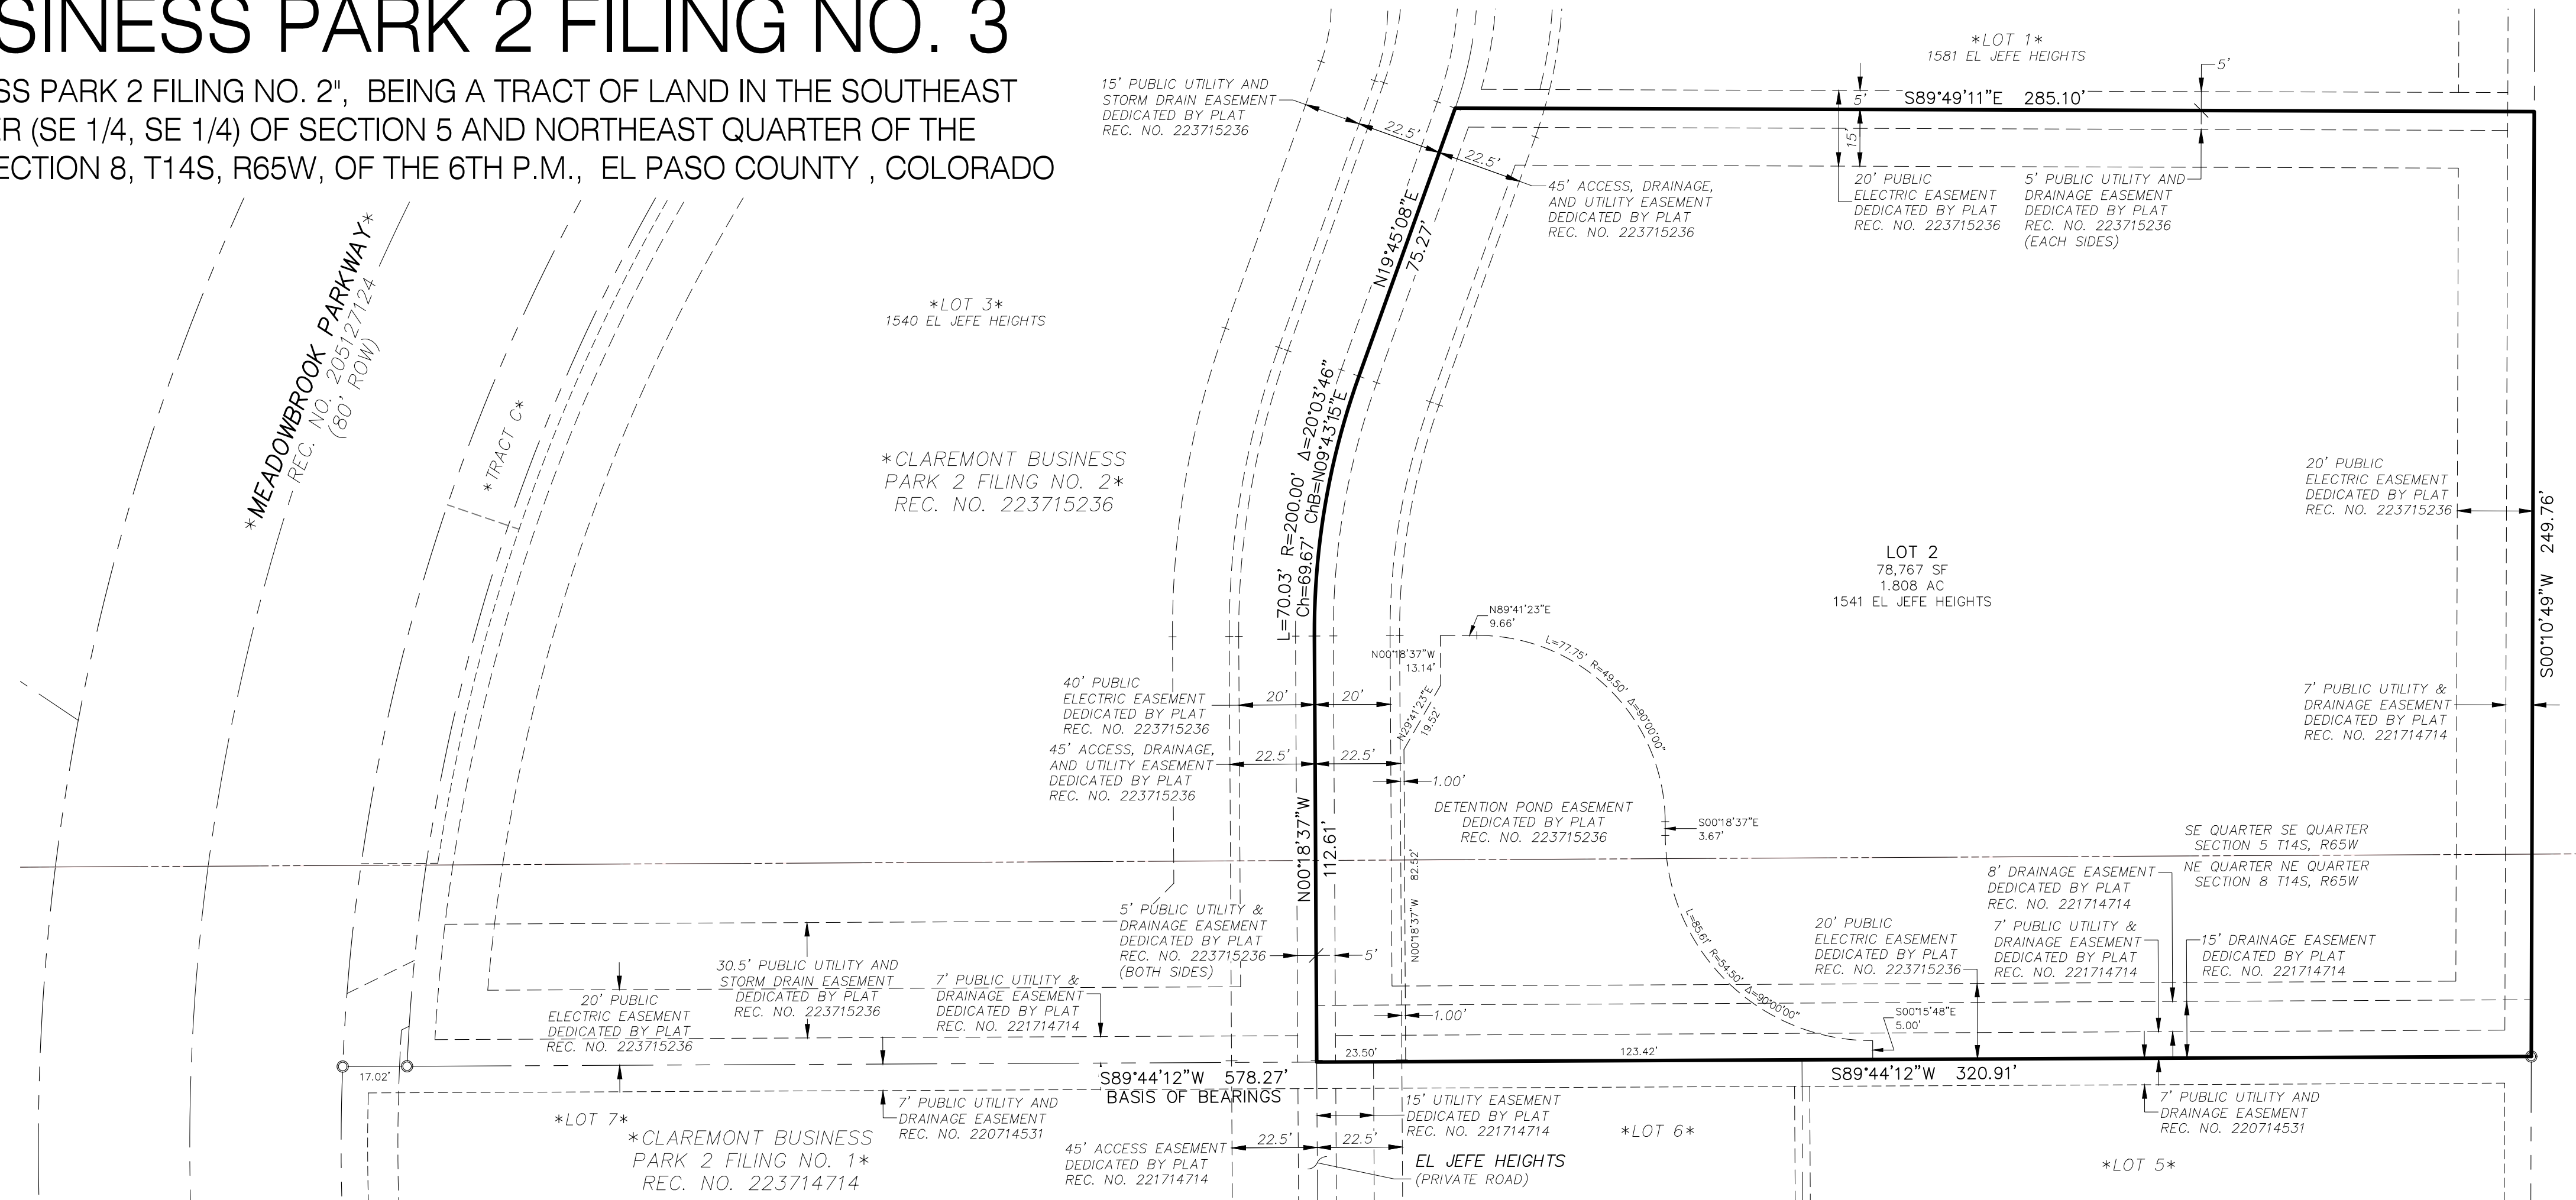 SINESS PARK 2 FILING NO. 3
SS PARK 2 FILING NO. 2", BEING A TRACT OF LAND IN THE SOUTHEAST
ER (SE 1/4, SE 1/4) OF SECTION 5 AND NORTHEAST QUARTER OF THE
ECTION 8, T14S, R65W, OF THE 6TH P.M., EL PASO COUNTY , COLORADO
*MEADOWBROOK PARKWAY*
REC. NO. 205127124
(80' ROW)
*TRACT C*
*LOT 3*
1540 EL JEFE HEIGHTS
*CLAREMONT BUSINESS
PARK 2 FILING NO. 2*
REC. NO. 223715236
15' PUBLIC UTILITY AND
STORM DRAIN EASEMENT
DEDICATED BY PLAT
REC. NO. 223715236
22.5'
22.5'
45' ACCESS, DRAINAGE,
AND UTILITY EASEMENT
DEDICATED BY PLAT
REC. NO. 223715236
*LOT 1*
1581 EL JEFE HEIGHTS
5'
5'
15'
S89°49'11"E 285.10'
20' PUBLIC
ELECTRIC EASEMENT
DEDICATED BY PLAT
REC. NO. 223715236
5' PUBLIC UTILITY AND
DRAINAGE EASEMENT
DEDICATED BY PLAT
REC. NO. 223715236
(EACH SIDES)
N19°45'08"E
75.27'
L=70.03' R=200.00' Δ=20°03'46"
Ch=69.67' ChB=N09°43'15"E
20' PUBLIC
ELECTRIC EASEMENT
DEDICATED BY PLAT
REC. NO. 223715236
S00°10'49"W 249.76'
LOT 2
78,767 SF
1.808 AC
1541 EL JEFE HEIGHTS
N89°41'23"E
9.66'
L=77.75' R=49.50' Δ=90°00'00"
N00°18'37"W
13.14'
N29°41'23"E
19.52'
40' PUBLIC
ELECTRIC EASEMENT
DEDICATED BY PLAT
REC. NO. 223715236
20'
20'
45' ACCESS, DRAINAGE,
AND UTILITY EASEMENT
DEDICATED BY PLAT
REC. NO. 223715236
22.5'
22.5'
1.00'
7' PUBLIC UTILITY &
DRAINAGE EASEMENT
DEDICATED BY PLAT
REC. NO. 221714714
DETENTION POND EASEMENT
DEDICATED BY PLAT
REC. NO. 223715236
S00°18'37"E
3.67'
N00°18'37"W
112.61'
N00°18'37"W 82.52'
SE QUARTER SE QUARTER
SECTION 5 T14S, R65W
NE QUARTER NE QUARTER
SECTION 8 T14S, R65W
8' DRAINAGE EASEMENT
DEDICATED BY PLAT
REC. NO. 221714714
7' PUBLIC UTILITY &
DRAINAGE EASEMENT
DEDICATED BY PLAT
REC. NO. 221714714
15' DRAINAGE EASEMENT
DEDICATED BY PLAT
REC. NO. 221714714
20' PUBLIC
ELECTRIC EASEMENT
DEDICATED BY PLAT
REC. NO. 223715236
L=85.61' R=54.50' Δ=90°00'00"
S00°15'48"E
5.00'
5' PUBLIC UTILITY &
DRAINAGE EASEMENT
DEDICATED BY PLAT
REC. NO. 223715236
(BOTH SIDES)
5'
1.00'
30.5' PUBLIC UTILITY AND
STORM DRAIN EASEMENT
DEDICATED BY PLAT
REC. NO. 223715236
7' PUBLIC UTILITY &
DRAINAGE EASEMENT
DEDICATED BY PLAT
REC. NO. 221714714
20' PUBLIC
ELECTRIC EASEMENT
DEDICATED BY PLAT
REC. NO. 223715236
17.02'
S89°44'12"W 578.27'
BASIS OF BEARINGS
23.50'
123.42'
S89°44'12"W 320.91'
*LOT 7*
*CLAREMONT BUSINESS
PARK 2 FILING NO. 1*
REC. NO. 223714714
7' PUBLIC UTILITY AND
DRAINAGE EASEMENT
REC. NO. 220714531
45' ACCESS EASEMENT
DEDICATED BY PLAT
REC. NO. 221714714
22.5'
22.5'
15' UTILITY EASEMENT
DEDICATED BY PLAT
REC. NO. 221714714
EL JEFE HEIGHTS
(PRIVATE ROAD)
*LOT 6*
7' PUBLIC UTILITY AND
DRAINAGE EASEMENT
REC. NO. 220714531
*LOT 5*